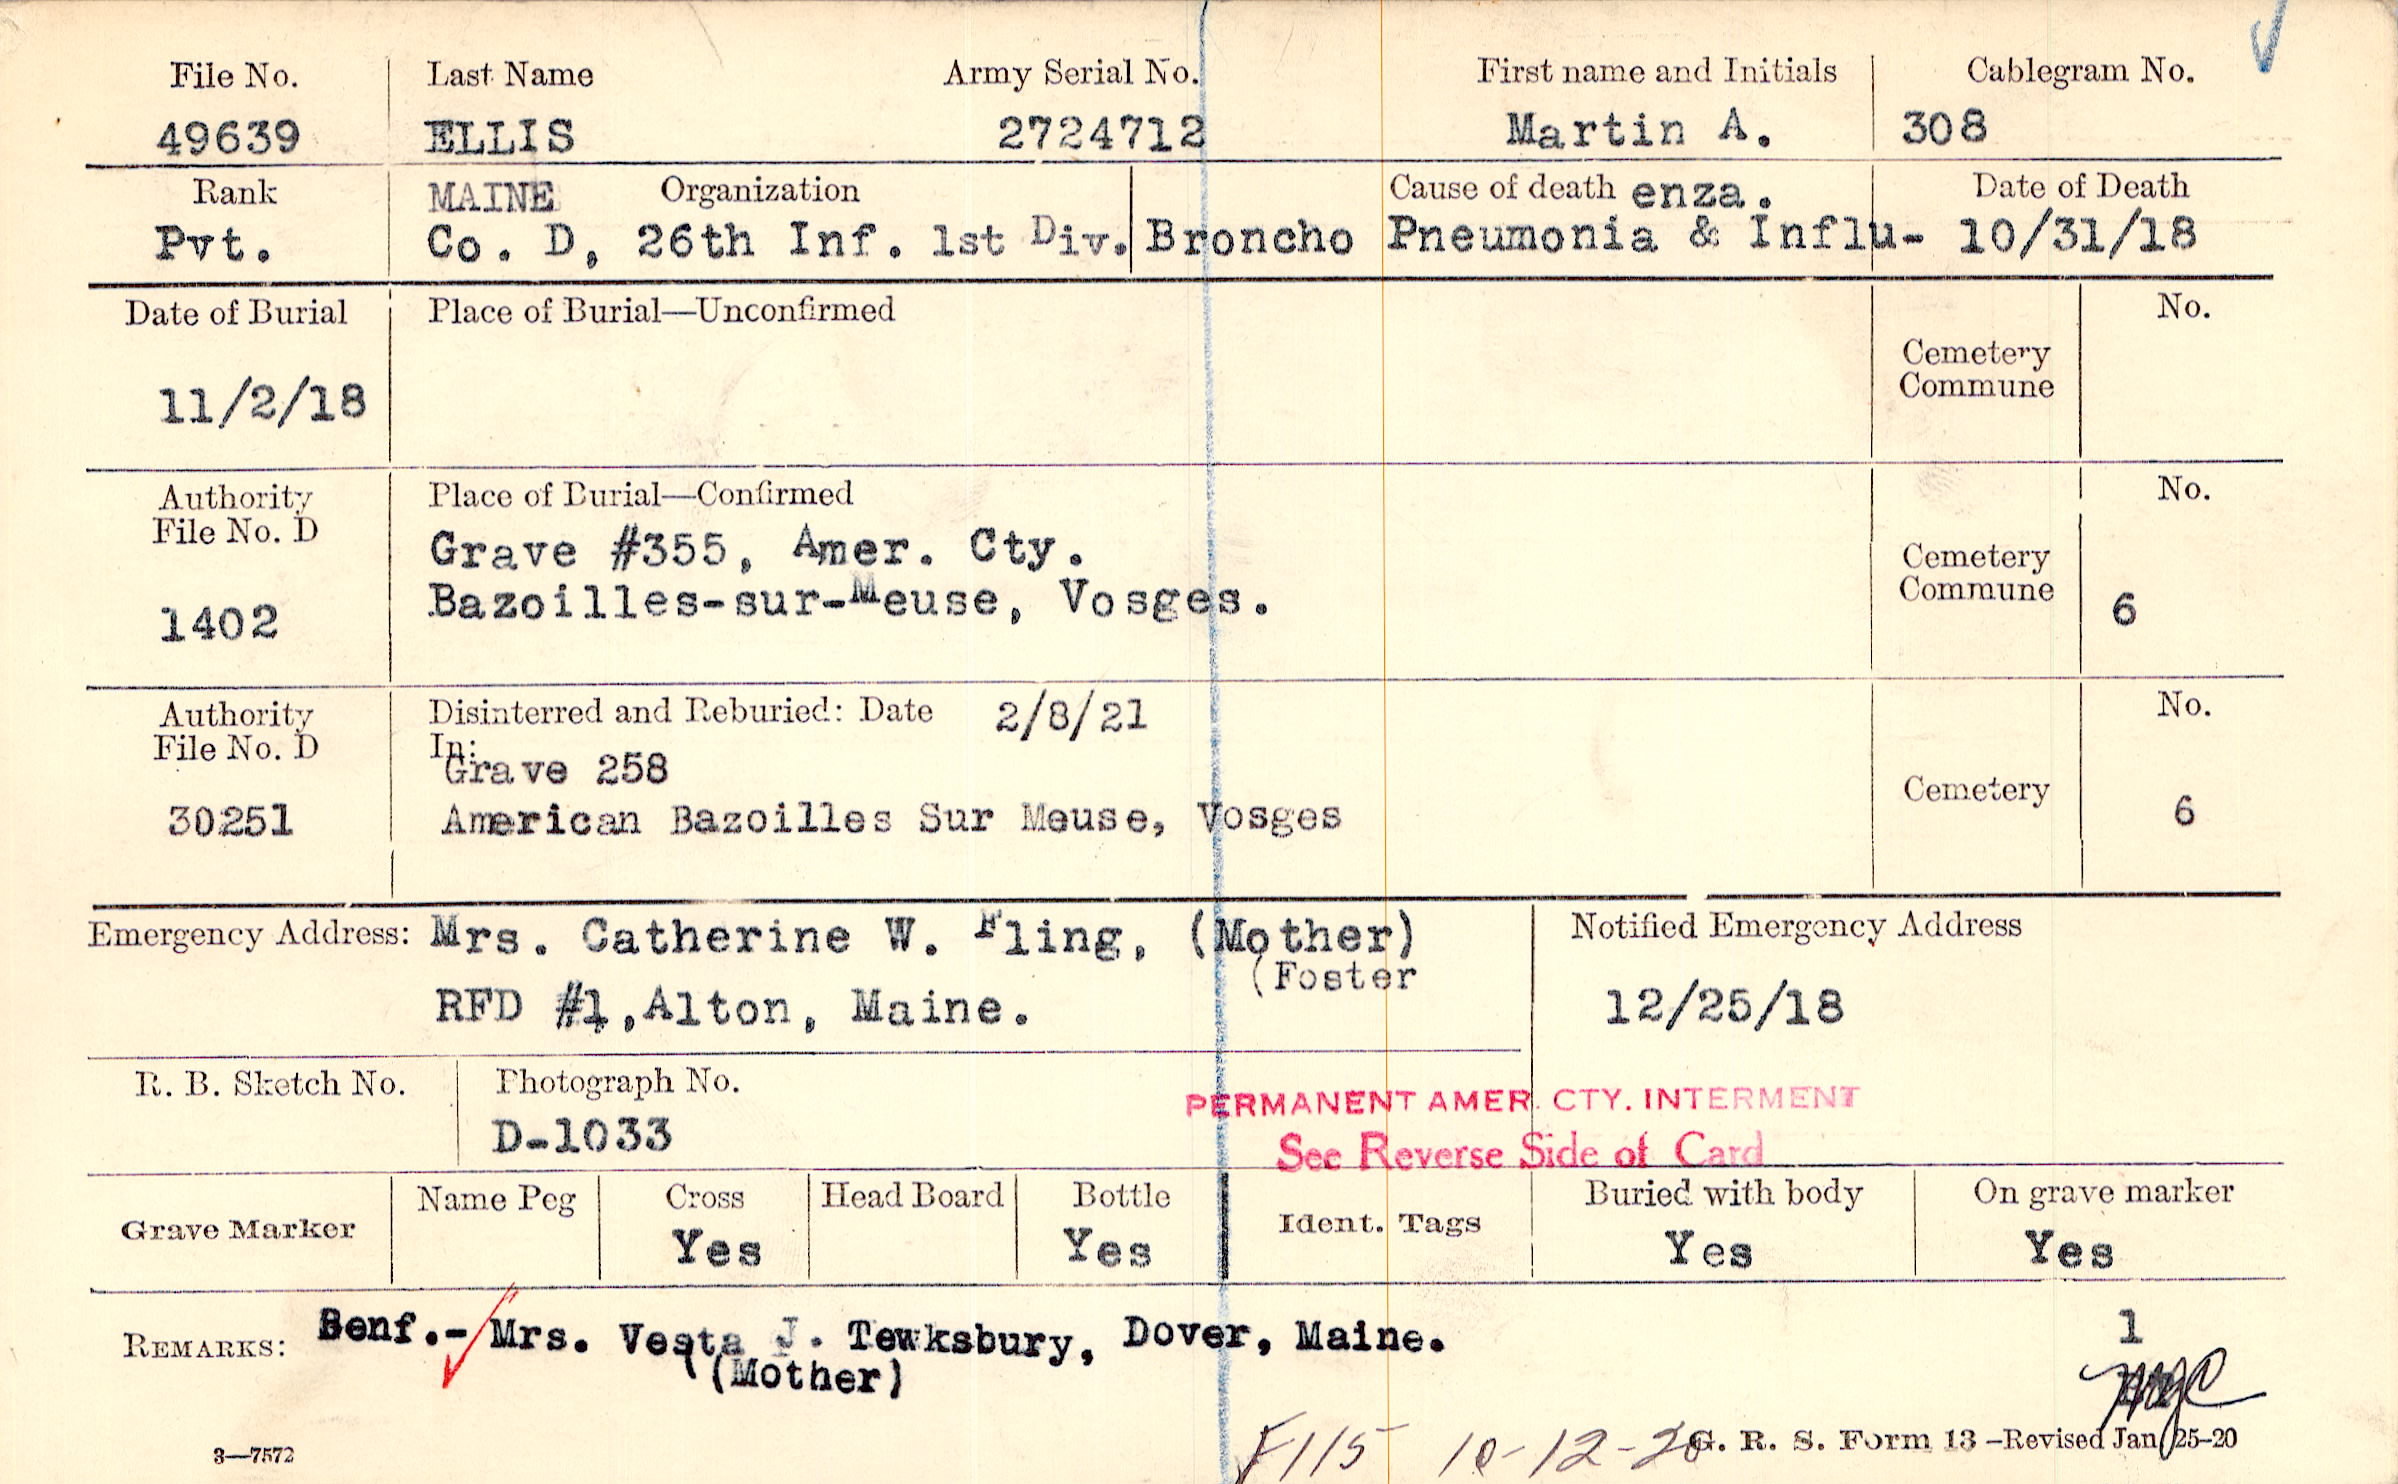 File No. Last Name Army Serial No. First name and Initials Cablegram No.
49639 ELLIS 2724712 Martin A. 308
Rank MAINE Organization Cause of death enza. Date of Death
Pvt. Co. D, 26th Inf. 1st Div. Broncho Pneumonia & Influ- 10/31/18
Date of Burial Place of Burial—Unconfirmed No.
Cemetery
Commune
11/2/18
Authority Place of Burial—Confirmed No.
File No. D
Grave #355, Amer. Cty. Cemetery
Bazoilles-sur-Meuse, Vosges. Commune
1402 6
Authority Disinterred and Reburied: Date 2/8/21 No.
File No. D In:
Grave 258
Cemetery
30251 American Bazoilles Sur Meuse, Vosges 6
Emergency Address: Mrs. Catherine W. Fling, (Mother) Notified Emergency Address
(Foster
RFD #1, Alton, Maine. 12/25/18
R. B. Sketch No. Photograph No.
PERMANENT AMER. CTY. INTERMENT
D-1033 See Reverse Side of Card
Grave Marker Name Peg Cross Head Board Bottle Ident. Tags Buried with body On grave marker
Yes Yes Yes Yes
REMARKS: Benf.- Mrs. Vesta J. Tewksbury, Dover, Maine. 1
(Mother)
3—7572 F115 10-12-28 G. R. S. Form 13 –Revised Jan 25–20